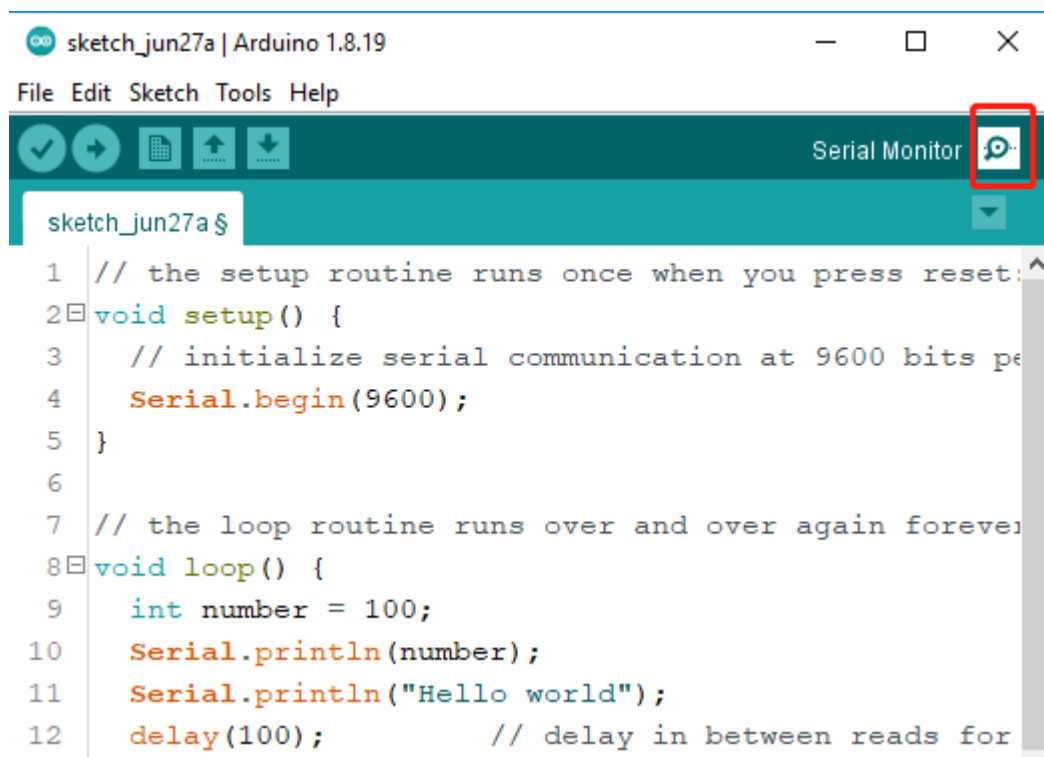 sketch_jun27a | Arduino 1.8.19
File Edit Sketch Tools Help
Serial Monitor
sketch_jun27a §
1 // the setup routine runs once when you press reset:
2 void setup() {
3 // initialize serial communication at 9600 bits
4 Serial.begin(9600);
5 }
6
7 // the loop routine runs over and over again forever
8 void loop() {
9 int number = 100;
10 Serial.println(number);
11 Serial.println("Hello world");
12 delay(100); // delay in between reads for